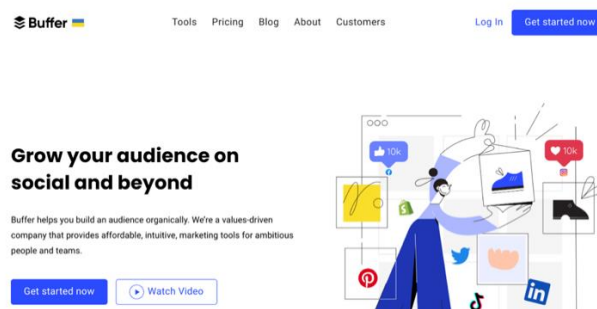 Buffer
Tools Pricing Blog About Customers
Log In
Get started now
Grow your audience on
social and beyond
Buffer helps you build an audience organically. We're a values-driven
company that provides affordable, intuitive, marketing tools for ambitious
people and teams.
Get started now
Watch Video
10k
10k
in